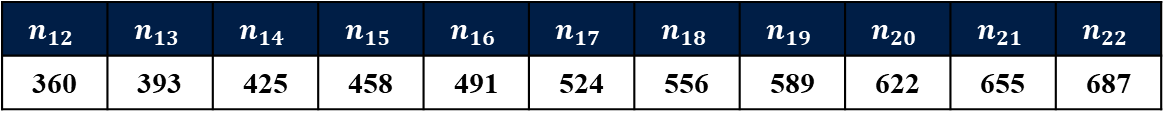 n₁₂ n₁₃ n₁₄ n₁₅ n₁₆ n₁₇ n₁₈ n₁₉ n₂₀ n₂₁ n₂₂
360 393 425 458 491 524 556 589 622 655 687